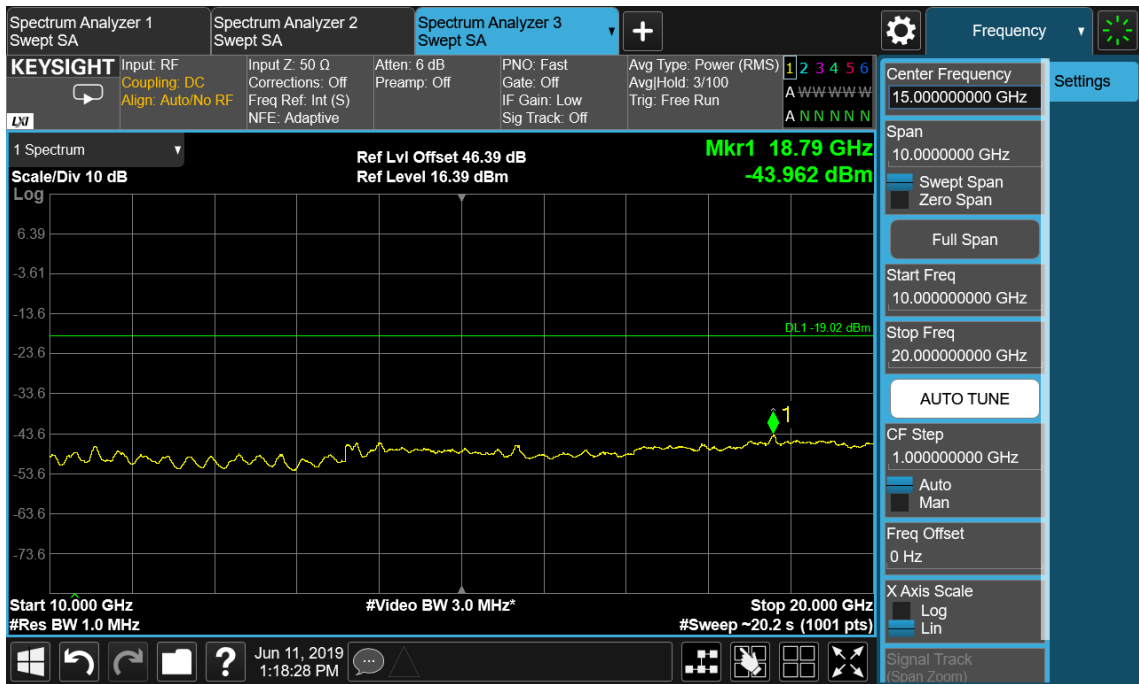 Spectrum Analyzer 1
Swept SA
Spectrum Analyzer 2
Swept SA
Spectrum Analyzer 3
Swept SA
Frequency
KEYSIGHT
LXI
Input: RF
Coupling: DC
Align: Auto/No RF
Input Z: 50 Ω
Corrections: Off
Freq Ref: Int (S)
NFE: Adaptive
Atten: 6 dB
Preamp: Off
PNO: Fast
Gate: Off
IF Gain: Low
Sig Track: Off
Avg Type: Power (RMS)
Avg|Hold: 3/100
Trig: Free Run
1 2 3 4 5 6
A W W W W W
A N N N N N
1 Spectrum
Scale/Div 10 dB
Log
Ref Lvl Offset 46.39 dB
Ref Level 16.39 dBm
Mkr1 18.79 GHz
-43.962 dBm
6.39
-3.61
-13.6
-23.6
-33.6
-43.6
-53.6
-63.6
-73.6
DL1 -19.02 dBm
1
Start 10.000 GHz
#Res BW 1.0 MHz
#Video BW 3.0 MHz*
Stop 20.000 GHz
#Sweep ~20.2 s (1001 pts)
Center Frequency
15.000000000 GHz
Settings
Span
10.0000000 GHz
Swept Span
Zero Span
Full Span
Start Freq
10.000000000 GHz
Stop Freq
20.000000000 GHz
AUTO TUNE
CF Step
1.000000000 GHz
Auto
Man
Freq Offset
0 Hz
X Axis Scale
Log
Lin
Signal Track
(Span Zoom)
?
Jun 11, 2019
1:18:28 PM